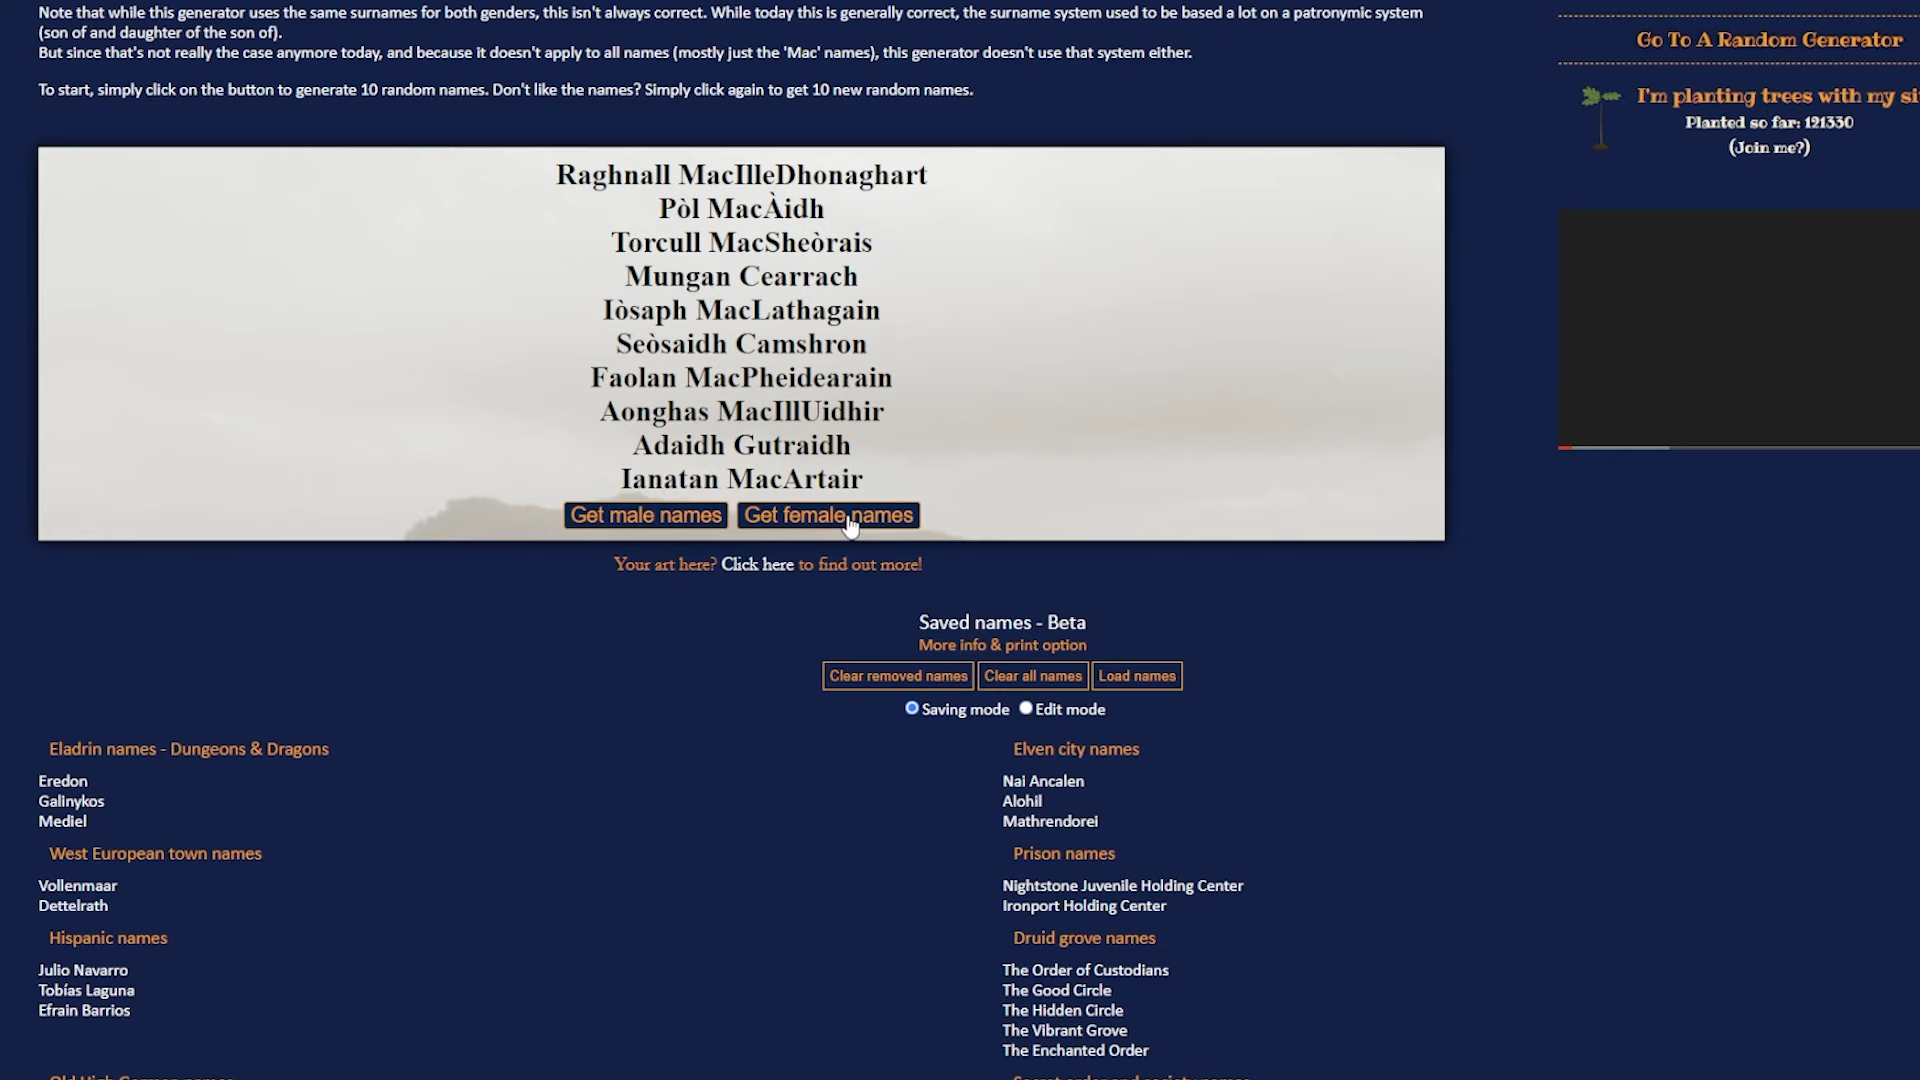 Note that while this generator uses the same surnames for both genders, this isn't always correct. While today this is generally correct, the surname system used to be based a lot on a patronymic system
(son of and daughter of the son of).
But since that's not really the case anymore today, and because it doesn't apply to all names (mostly just the 'Mac' names), this generator doesn't use that system either.
To start, simply click on the button to generate 10 random names. Don't like the names? Simply click again to get 10 new random names.
Raghnall MacIlleDhonaghart
Pòl MacÀidh
Torcull MacSheòrais
Mungan Cearrach
Iòsaph MacLathagain
Seòsaidh Camshron
Faolan MacPheidearain
Aonghas MacIllUidhir
Adaidh Gutraidh
Ianatan MacArtair
Get male names Get female names
Your art here? Click here to find out more!
Go To A Random Generator
I'm planting trees with my
Planted so far: 121330
(Join me?)
Saved names - Beta
More info & print option
Clear removed names Clear all names Load names
Saving mode Edit mode
Eladrin names - Dungeons & Dragons
Eredon
Galinykos
Mediel
West European town names
Vollenmaar
Dettelrath
Hispanic names
Julio Navarro
Tobías Laguna
Efrain Barrios
Elven city names
Nai Ancalen
Alohil
Mathrendorei
Prison names
Nightstone Juvenile Holding Center
Ironport Holding Center
Druid grove names
The Order of Custodians
The Good Circle
The Hidden Circle
The Vibrant Grove
The Enchanted Order